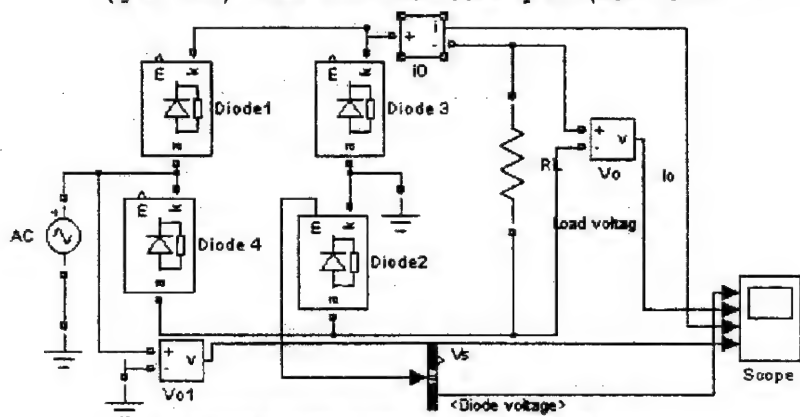 i
+
-
i0
m
k
Diode1
a
m
k
Diode 3
a
+
-
v
Vo
RL
Io
Load voltag
AC
+
m
k
Diode 4
a
m
k
Diode2
a
+
-
v
Vo1
Vs
<Diode voltage>
Scope